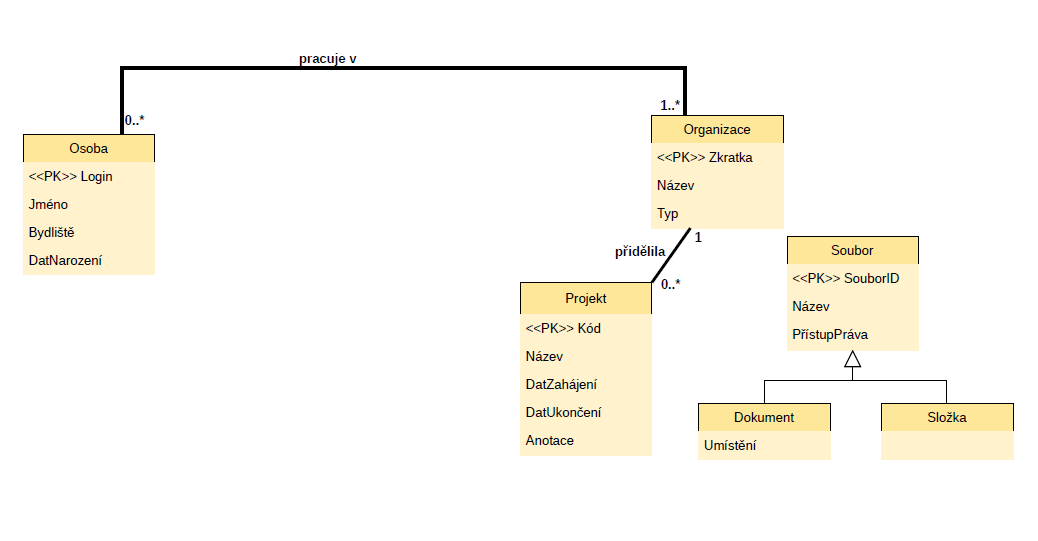 pracuje v
0..*
1..*
Osoba
<<PK>> Login
Jméno
Bydliště
DatNarození
Organizace
<<PK>> Zkratka
Název
Typ
1
přidělila
0..*
Projekt
<<PK>> Kód
Název
DatZahájení
DatUkončení
Anotace
Soubor
<<PK>> SouborID
Název
PřístupPráva
Dokument
Umístění
Složka